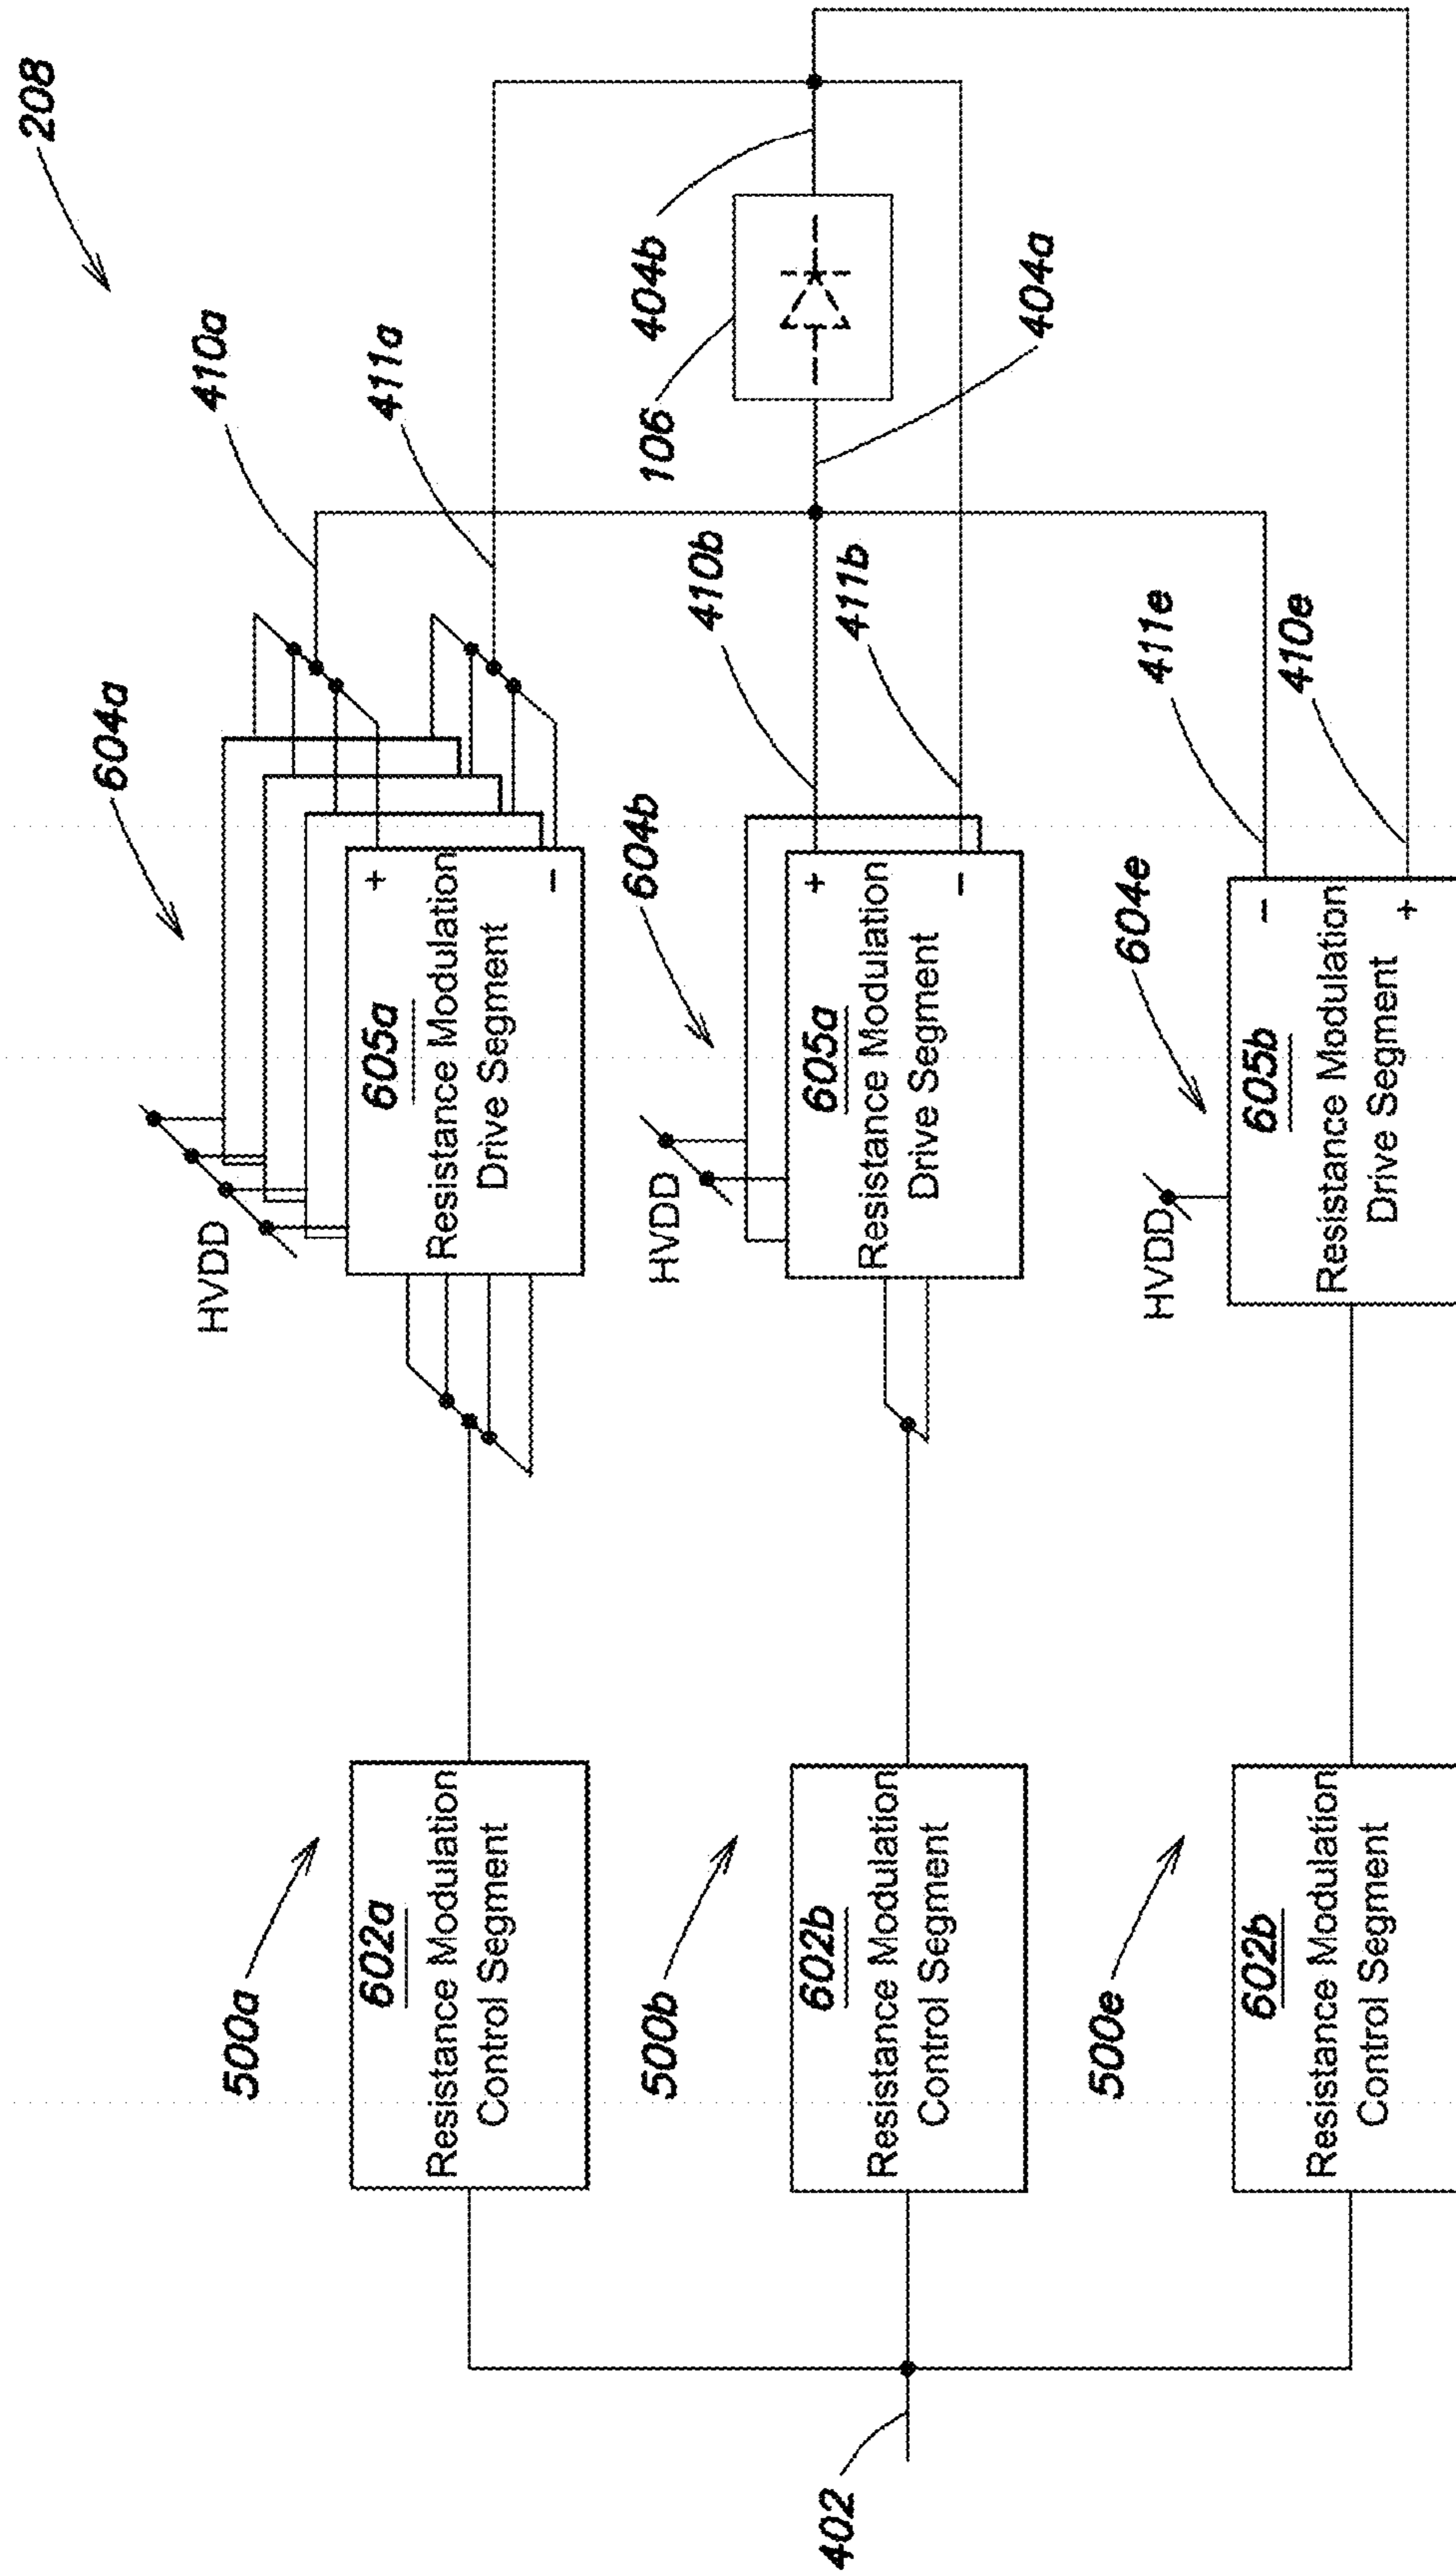 208
410a
411a
604a
HVDD
605a
Resistance Modulation
Drive Segment
+
−
500a
602a
Resistance Modulation
Control Segment
106
404b
404a
410b
411b
604b
HVDD
605a
Resistance Modulation
Drive Segment
+
−
500b
602b
Resistance Modulation
Control Segment
402
411e
410e
604e
HVDD
605b
Resistance Modulation
Drive Segment
−
+
500e
602b
Resistance Modulation
Control Segment